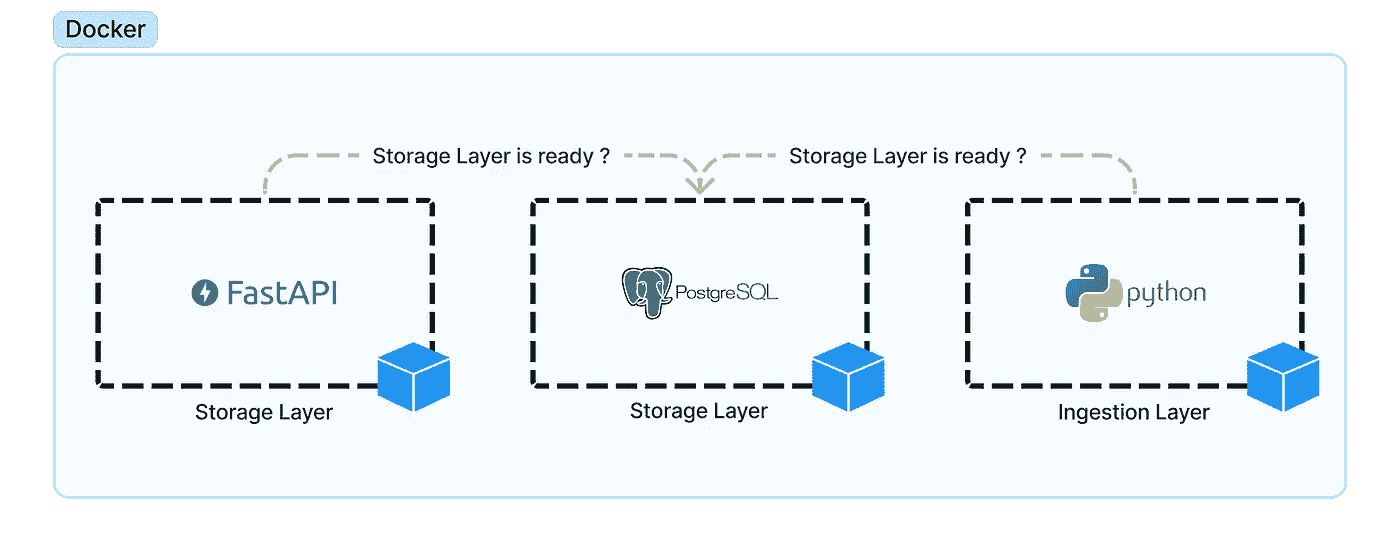 Docker
Storage Layer is ready ?
Storage Layer is ready ?
FastAPI
PostgreSQL
python
Storage Layer
Storage Layer
Ingestion Layer